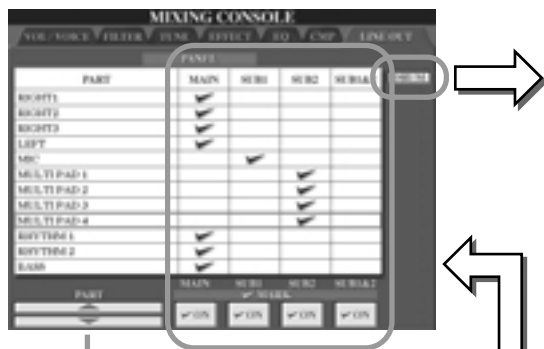 MIXING CONSOLE
VOL/VOICE FILTER TUNE EFFECT EQ CMP LINE OUT
PANEL
PART MAIN SUB1 SUB2 SUB1&2
RIGHT1
RIGHT2
RIGHT3
LEFT
MIC
MULTI PAD 1
MULTI PAD 2
MULTI PAD 3
MULTI PAD 4
RHYTHM 1
RHYTHM 2
BASS
MAIN SUB1 SUB2 SUB1&2
PART ✔MARK
✔ON ✔ON ✔ON ✔ON